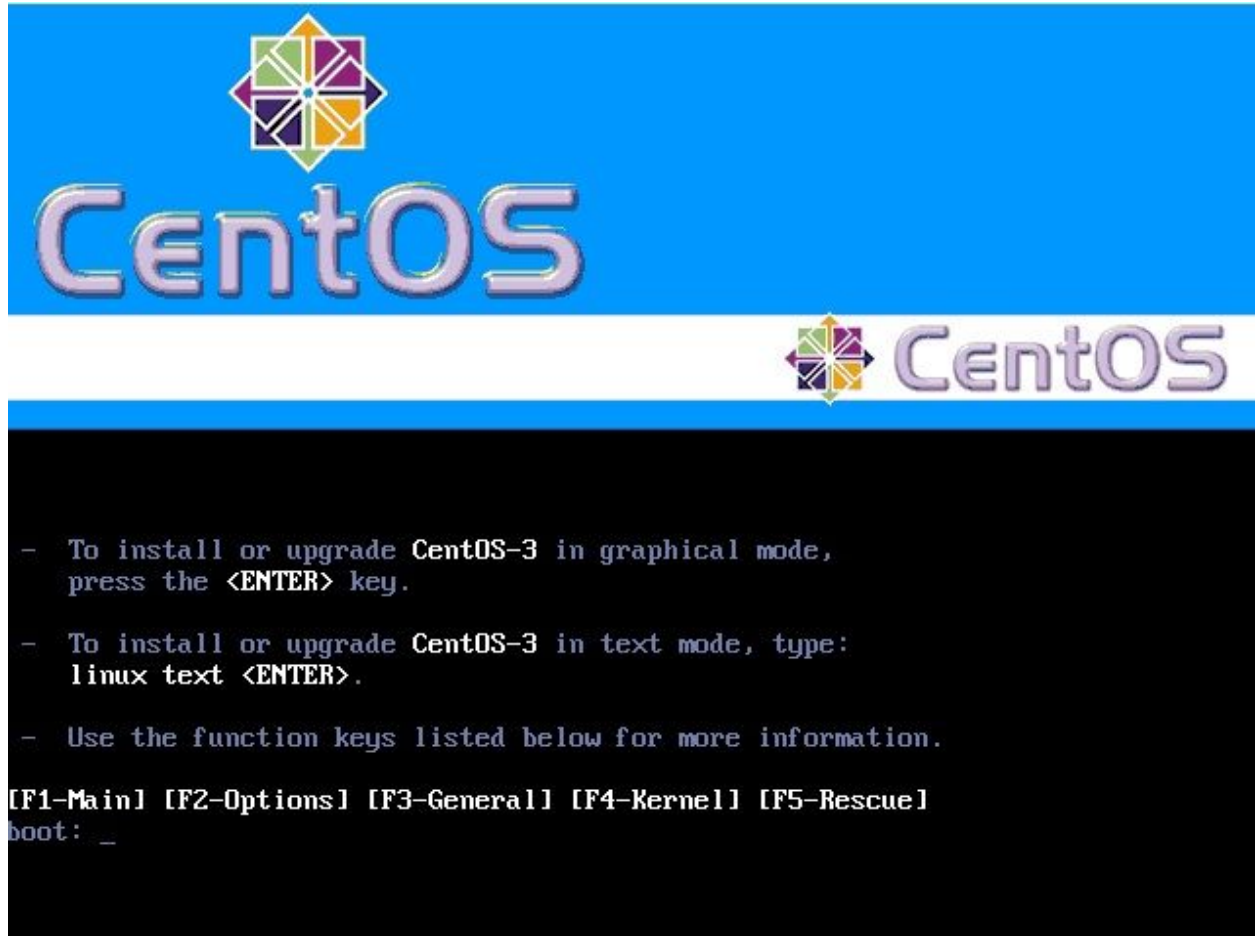 CentOS
CentOS
- To install or upgrade CentOS-3 in graphical mode,
press the <ENTER> key.
- To install or upgrade CentOS-3 in text mode, type:
linux text <ENTER>.
- Use the function keys listed below for more information.
[F1-Main] [F2-Options] [F3-General] [F4-Kernel] [F5-Rescue]
boot: _